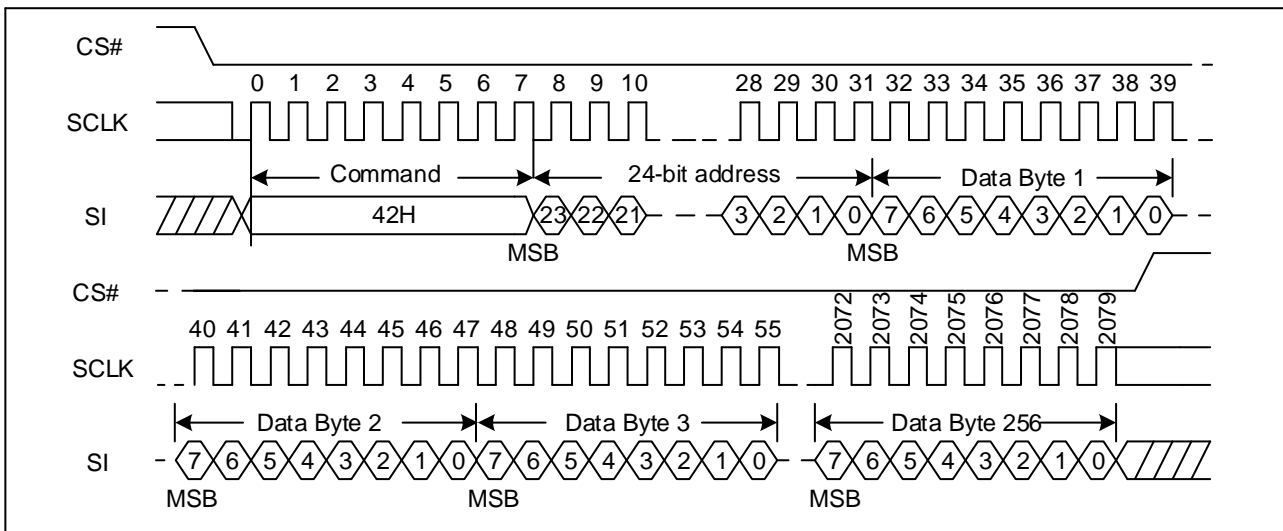 CS#
0 1 2 3 4 5 6 7 8 9 10 28 29 30 31 32 33 34 35 36 37 38 39
SCLK
Command 24-bit address Data Byte 1
SI 42H 23 22 21 3 2 1 0 7 6 5 4 3 2 1 0
MSB MSB
CS#
40 41 42 43 44 45 46 47 48 49 50 51 52 53 54 55 2072 2073 2074 2075 2076 2077 2078 2079
SCLK
Data Byte 2 Data Byte 3 Data Byte 256
SI 7 6 5 4 3 2 1 0 7 6 5 4 3 2 1 0 7 6 5 4 3 2 1 0
MSB MSB MSB